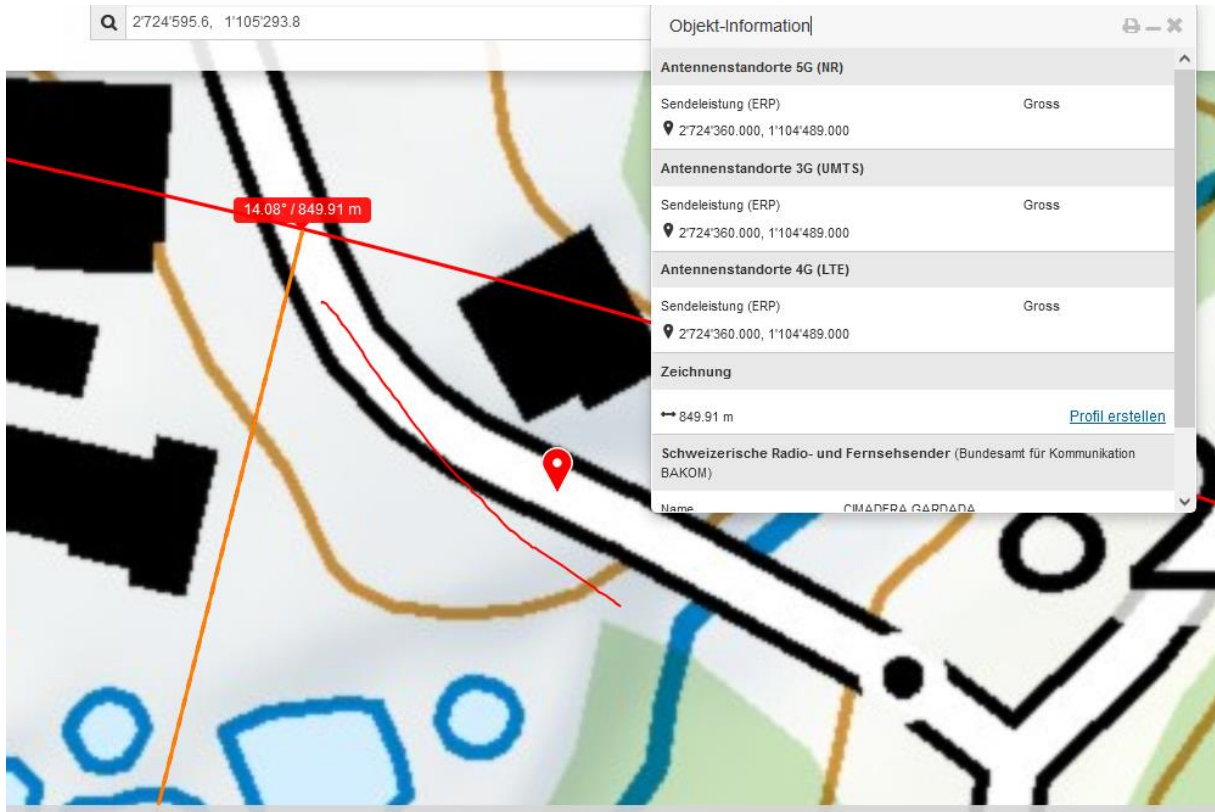 2'724'595.6, 1'105'293.8
Objekt-Information
Antennenstandorte 5G (NR)
Sendeleistung (ERP) Gross
2'724'360.000, 1'104'489.000
Antennenstandorte 3G (UMTS)
Sendeleistung (ERP) Gross
2'724'360.000, 1'104'489.000
Antennenstandorte 4G (LTE)
Sendeleistung (ERP) Gross
2'724'360.000, 1'104'489.000
Zeichnung
849.91 m Profil erstellen
Schweizerische Radio- und Fernsehsender (Bundesamt für Kommunikation
BAKOM)
Name CIMADERA GARDADA
14.08° / 849.91 m